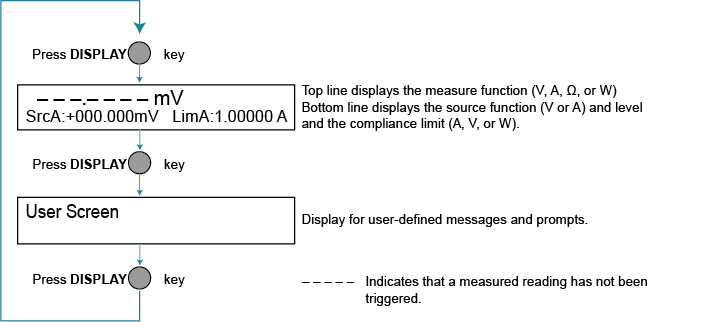 Press DISPLAY key
– – –.– – – – mV
SrcA:+000.000mV LimA:1.00000 A
Top line displays the measure function (V, A, Ω, or W)
Bottom line displays the source function (V or A) and level
and the compliance limit (A, V, or W).
Press DISPLAY key
User Screen
Display for user-defined messages and prompts.
Press DISPLAY key
– – – – – Indicates that a measured reading has not been
triggered.